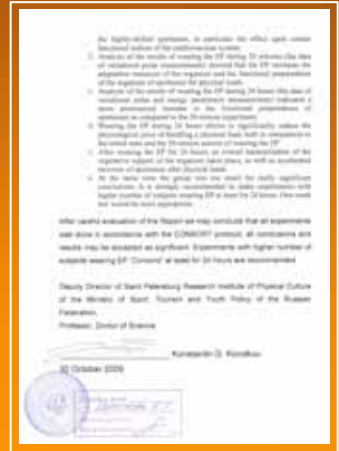 the highly-skilled sportsmen, in particular the effect upon certain
functional indices of the cardiovascular system.
2. Analysis of the results of wearing the EP during 20 minutes (the data
of variational pulse measurements) showed that the EP increases the
adaptation resources of the organism and the functional preparedness
of the organism of sportsmen for physical loads.
3. Analysis of the results of wearing the EP during 24 hours (the data of
variational pulse and energy parameters measurements) indicated a
more pronounced increase in the functional preparedness of
sportsmen as compared to the 20-minute experiment.
4. Wearing the EP during 24 hours allows to significantly reduce the
physiological price of handling a physical load, both in comparison to
the initial state and the 20-minute session of wearing the EP.
5. After wearing the EP for 24 hours, an overall harmonization of the
vegetative support of the organism takes place, as well as accelerated
recovery of sportsmen after physical loads.
6. At the same time the group was too small for really significant
conclusions. It is strongly recommended to make experiments with
higher number of subjects wearing EP at least for 24 hours. One week
test would be more appropriate.
After careful evaluation of the Report we may conclude that all experiments
was done in accordance with the CONSORT protocol, all conclusions and
results may be accepted as significant. Experiments with higher number of
subjects wearing EP "Consord" at least for 24 hours are recommended.
Deputy Director of Saint Petersburg Research Institute of Physical Culture
of the Ministry of Sport, Tourism and Youth Policy of the Russian
Federation,
Professor, Doctor of Science
Konstantin G. Korotkov
30 October 2009